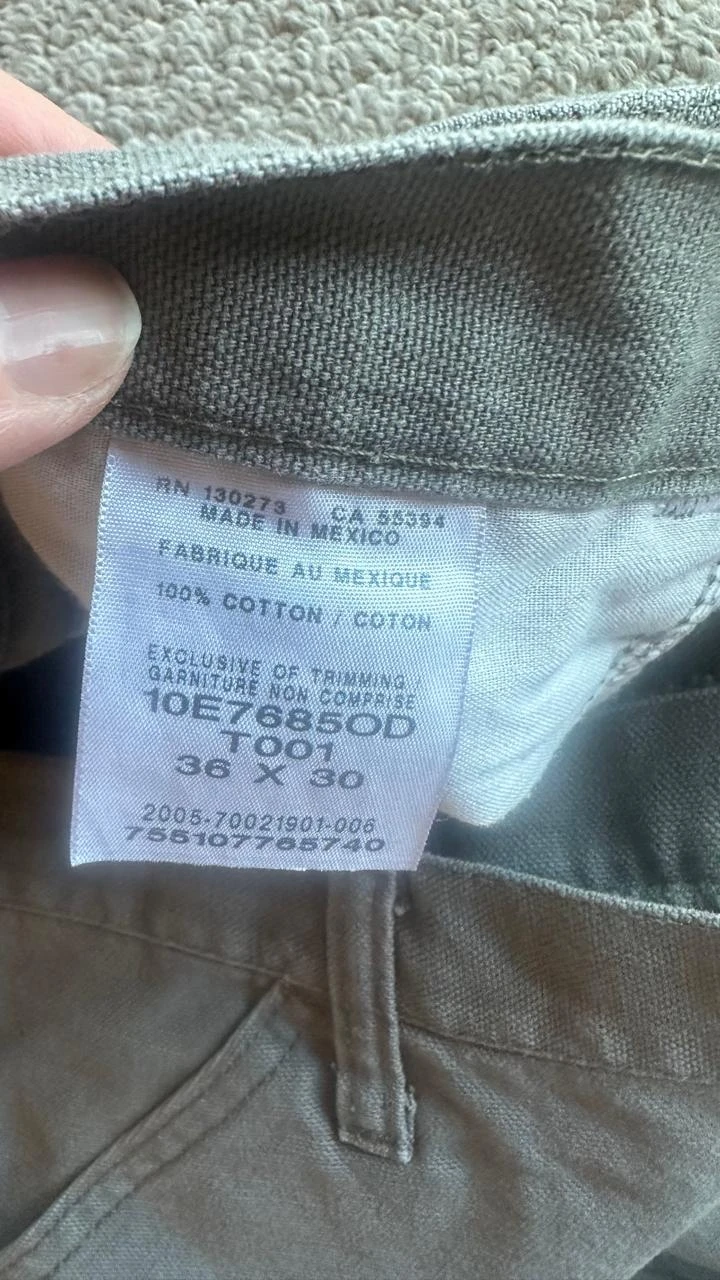 RN 130273 CA 55394
MADE IN MEXICO
FABRIQUE AU MEXIQUE
100% COTTON / COTON
EXCLUSIVE OF TRIMMING /
GARNITURE NON COMPRISE
10E7685OD
T001
36 X 30
2005-70021901-006
755107765740